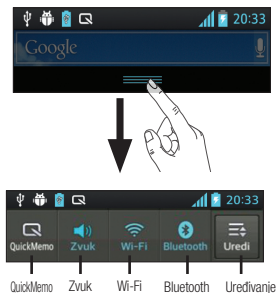 20:33
Google
20:33
QuickMemo Zvuk Wi-Fi Bluetooth Uredi
QuickMemo Zvuk Wi-Fi Bluetooth Uređivanje